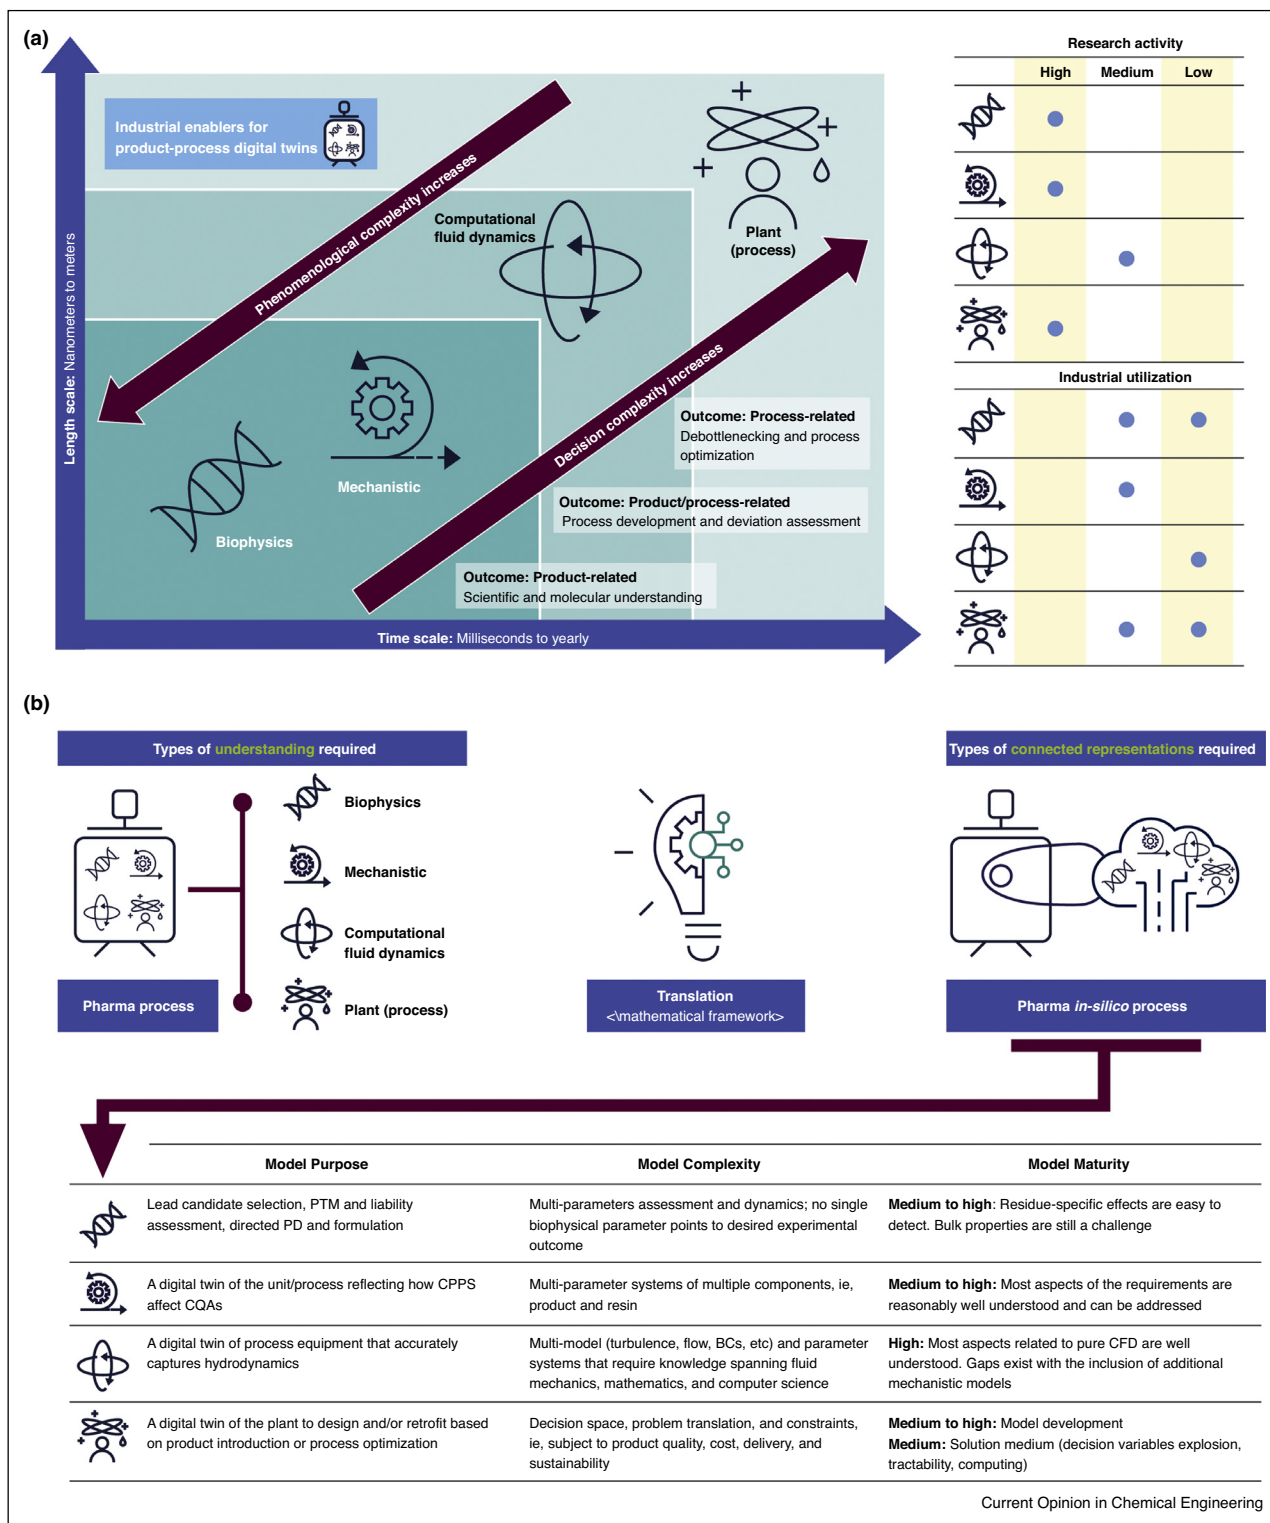 (a)
Research activity
High Medium Low
Industrial enablers for
product-process digital twins
Phenomenological complexity increases
Computational
fluid dynamics
Plant
(process)
Length scale: Nanometers to meters
Mechanistic
Biophysics
Decision complexity increases
Outcome: Process-related
Debottlenecking and process
optimization
Outcome: Product/process-related
Process development and deviation assessment
Outcome: Product-related
Scientific and molecular understanding
Time scale: Milliseconds to yearly
Industrial utilization
(b)
Types of understanding required
Biophysics
Mechanistic
Computational
fluid dynamics
Plant (process)
Pharma process
Translation
<\mathematical framework>
Types of connected representations required
Pharma in-silico process
Model Purpose
Model Complexity
Model Maturity
Lead candidate selection, PTM and liability
assessment, directed PD and formulation
Multi-parameters assessment and dynamics; no single
biophysical parameter points to desired experimental
outcome
Medium to high: Residue-specific effects are easy to
detect. Bulk properties are still a challenge
A digital twin of the unit/process reflecting how CPPS
affect CQAs
Multi-parameter systems of multiple components, ie,
product and resin
Medium to high: Most aspects of the requirements are
reasonably well understood and can be addressed
A digital twin of process equipment that accurately
captures hydrodynamics
Multi-model (turbulence, flow, BCs, etc) and parameter
systems that require knowledge spanning fluid
mechanics, mathematics, and computer science
High: Most aspects related to pure CFD are well
understood. Gaps exist with the inclusion of additional
mechanistic models
A digital twin of the plant to design and/or retrofit based
on product introduction or process optimization
Decision space, problem translation, and constraints,
ie, subject to product quality, cost, delivery, and
sustainability
Medium to high: Model development
Medium: Solution medium (decision variables explosion,
tractability, computing)
Current Opinion in Chemical Engineering